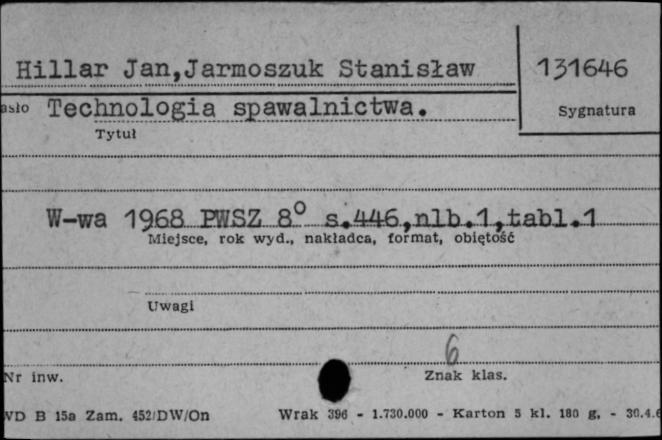 Hillar Jan,Jarmoszuk Stanisław
131646
asło Technologia spawalnictwa.
Sygnatura
Tytuł
W-wa 1968 PWSZ 8° s.446,nlb.1,tabl.1
Miejsce, rok wyd., nakładca, format, objętość
Uwagi
6
Nr inw.
Znak klas.
WD B 15a Zam. 452/DW/On Wrak 396 - 1.730.000 - Karton 5 kl. 180 g. - 30.4.6